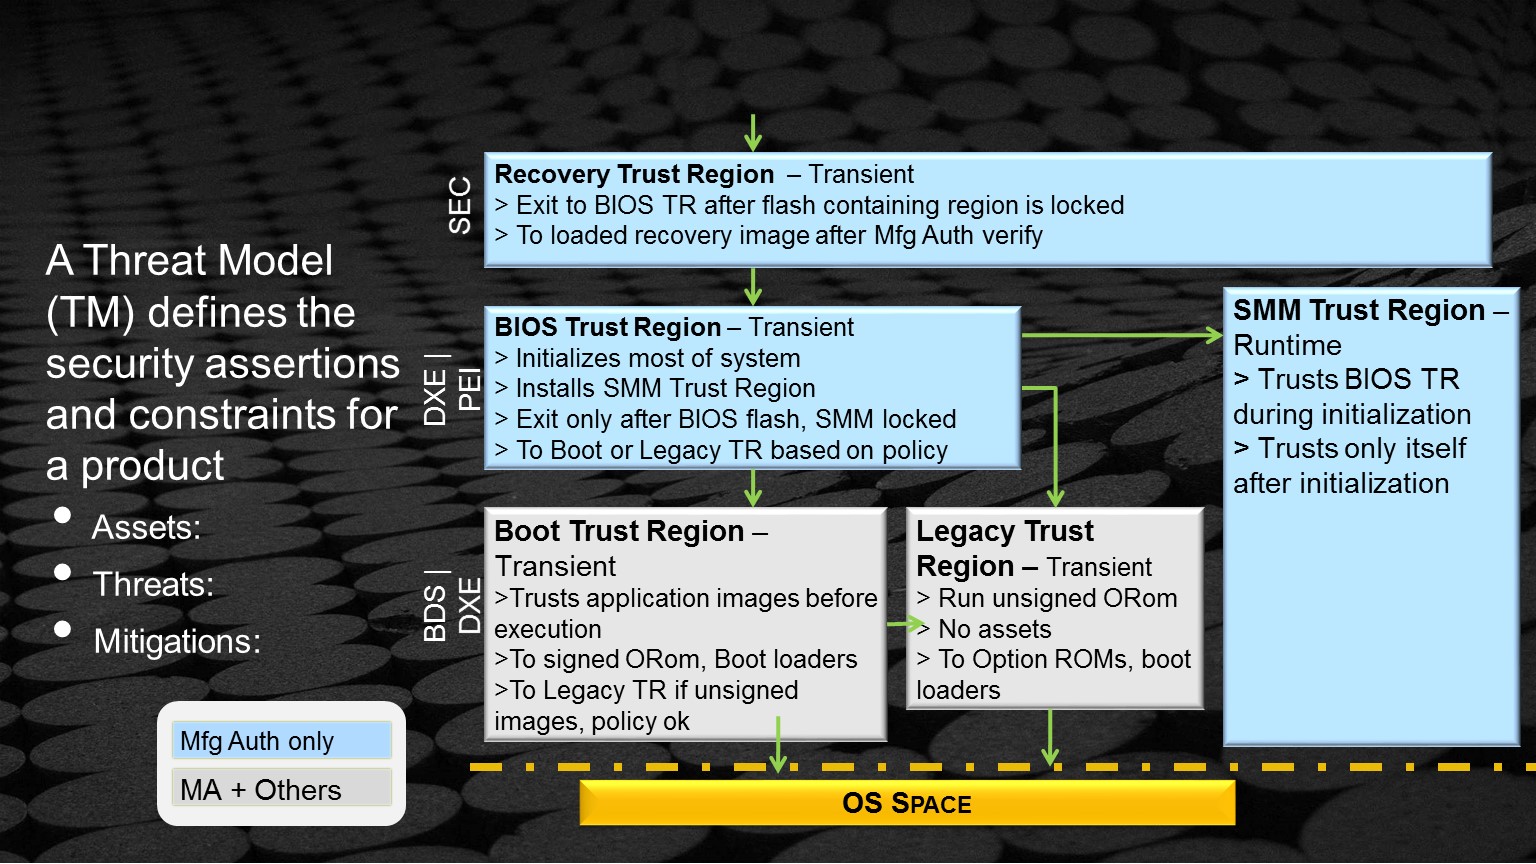 A Threat Model
(TM) defines the
security assertions
and constraints for
a product
• Assets:
• Threats:
• Mitigations:
Mfg Auth only
MA + Others
SEC
Recovery Trust Region – Transient
> Exit to BIOS TR after flash containing region is locked
> To loaded recovery image after Mfg Auth verify
DXE |
PEI
BIOS Trust Region – Transient
> Initializes most of system
> Installs SMM Trust Region
> Exit only after BIOS flash, SMM locked
> To Boot or Legacy TR based on policy
SMM Trust Region –
Runtime
> Trusts BIOS TR
during initialization
> Trusts only itself
after initialization
BDS |
DXE
Boot Trust Region –
Transient
>Trusts application images before
execution
>To signed ORom, Boot loaders
>To Legacy TR if unsigned
images, policy ok
Legacy Trust
Region – Transient
> Run unsigned ORom
> No assets
> To Option ROMs, boot
loaders
OS SPACE